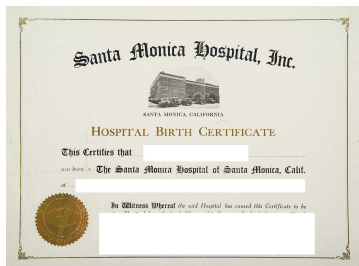 Santa Monica Hospital, Inc.
SANTA MONICA, CALIFORNIA
HOSPITAL BIRTH CERTIFICATE
This Certifies that
was born in The Santa Monica Hospital of Santa Monica, Calif.
of
In Witness Whereof the said Hospital has caused this Certificate to be